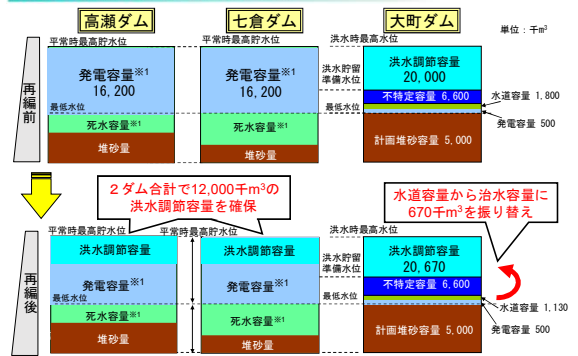 高瀬ダム
七倉ダム
大町ダム
単位：千m³
平常時最高貯水位
平常時最高貯水位
洪水時最高水位
再編前
発電容量※1
16,200
最低水位
死水容量※1
堆砂量
発電容量※1
16,200
死水容量※1
堆砂量
洪水貯留
準備水位
最低水位
洪水調節容量
20,000
不特定容量 6,600
水道容量 1,800
発電容量 500
計画堆砂容量 5,000
２ダム合計で12,000千m³の
洪水調節容量を確保
水道容量から治水容量に
670千m³を振り替え
平常時最高貯水位
平常時最高貯水位
洪水時最高水位
再編後
洪水調節容量
発電容量※1
最低水位
死水容量※1
堆砂量
洪水調節容量
発電容量※1
死水容量※1
堆砂量
洪水貯留
準備水位
最低水位
洪水調節容量
20,670
不特定容量 6,600
水道容量 1,130
発電容量 500
計画堆砂容量 5,000